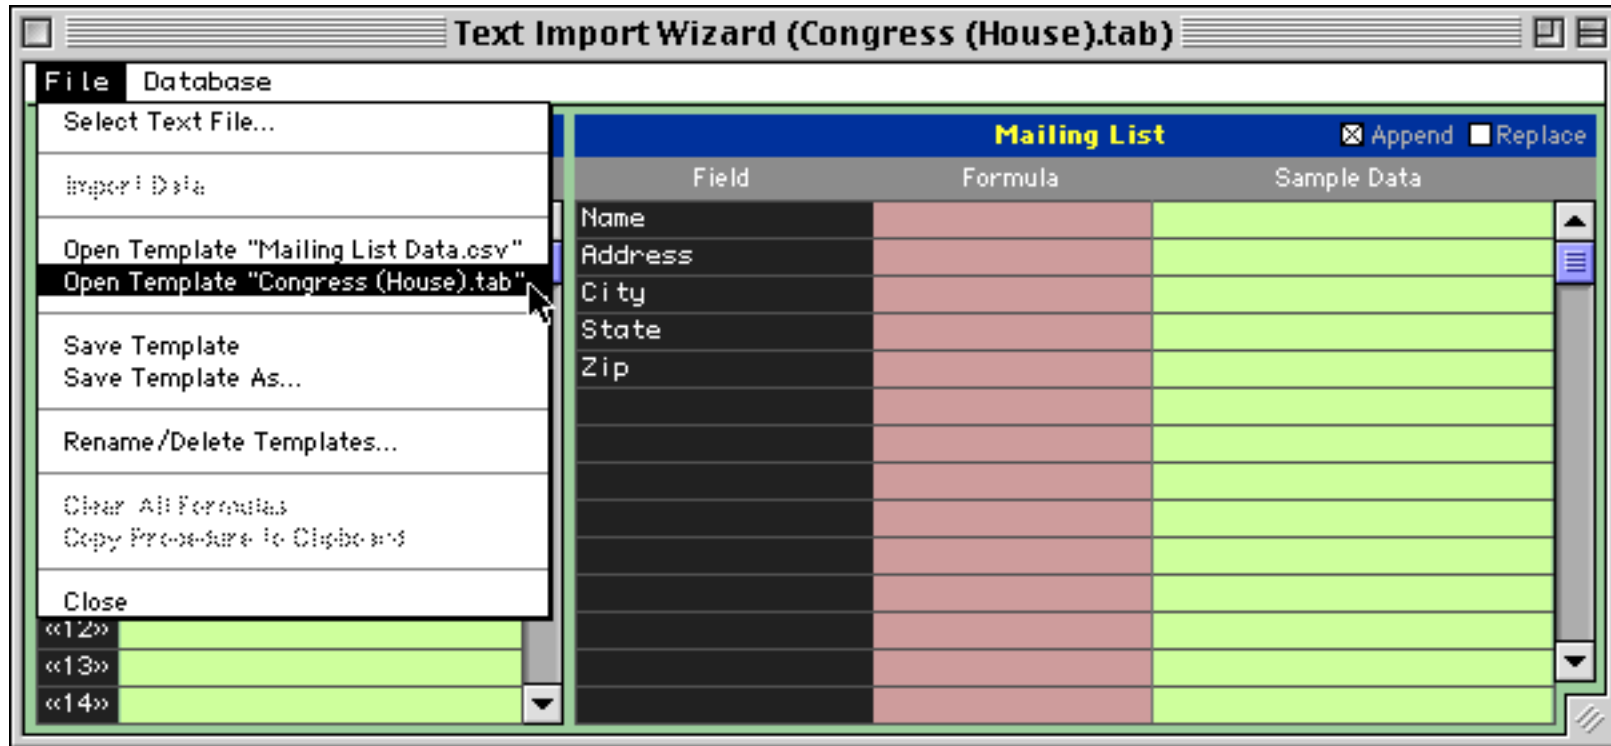 Text Import Wizard (Congress (House).tab)
File Database
Select Text File...
Import Data
Open Template "Mailing List Data.csv"
Open Template "Congress (House).tab"
Save Template
Save Template As...
Rename/Delete Templates...
Clear All Formulas
Copy Procedure to Clipboard
Close
«12»
«13»
«14»
Mailing List Append Replace
Field Formula Sample Data
Name
Address
City
State
Zip